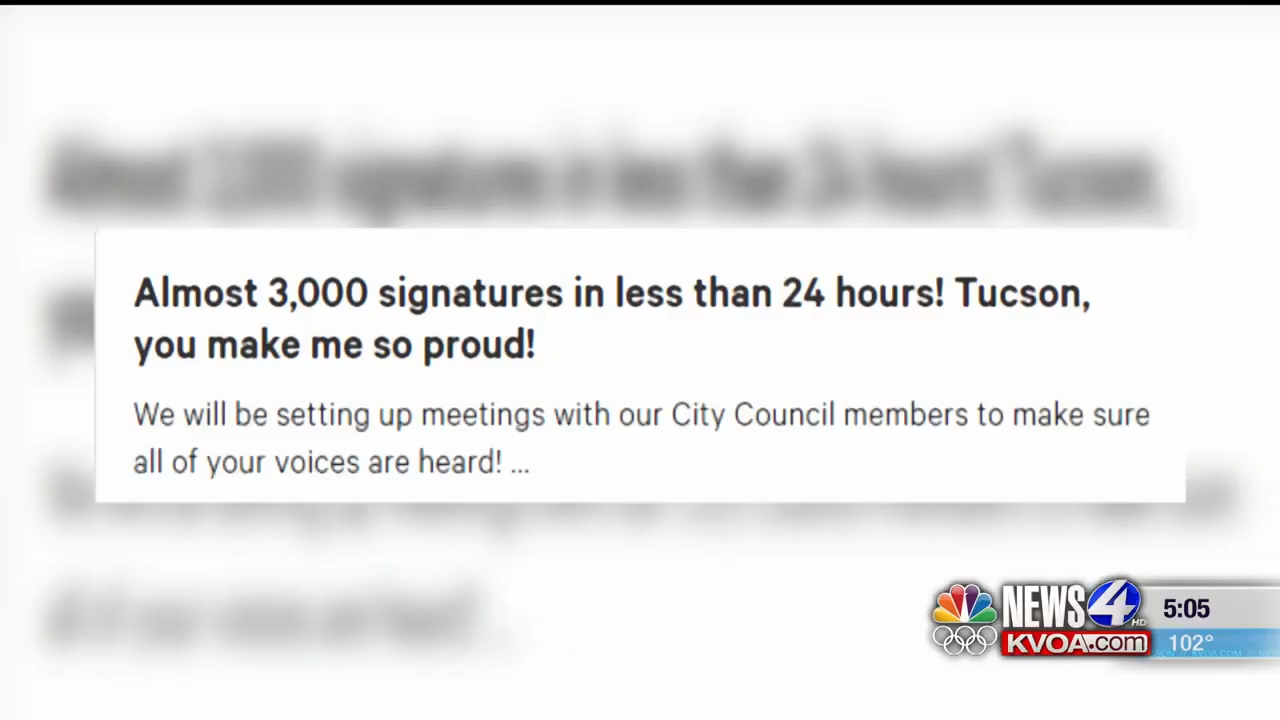 Almost 3,000 signatures in less than 24 hours! Tucson,
you make me so proud!
We will be setting up meetings with our City Council members to make sure
all of your voices are heard! ...
NEWS 4 HD
5:05
KVOA.com
102°